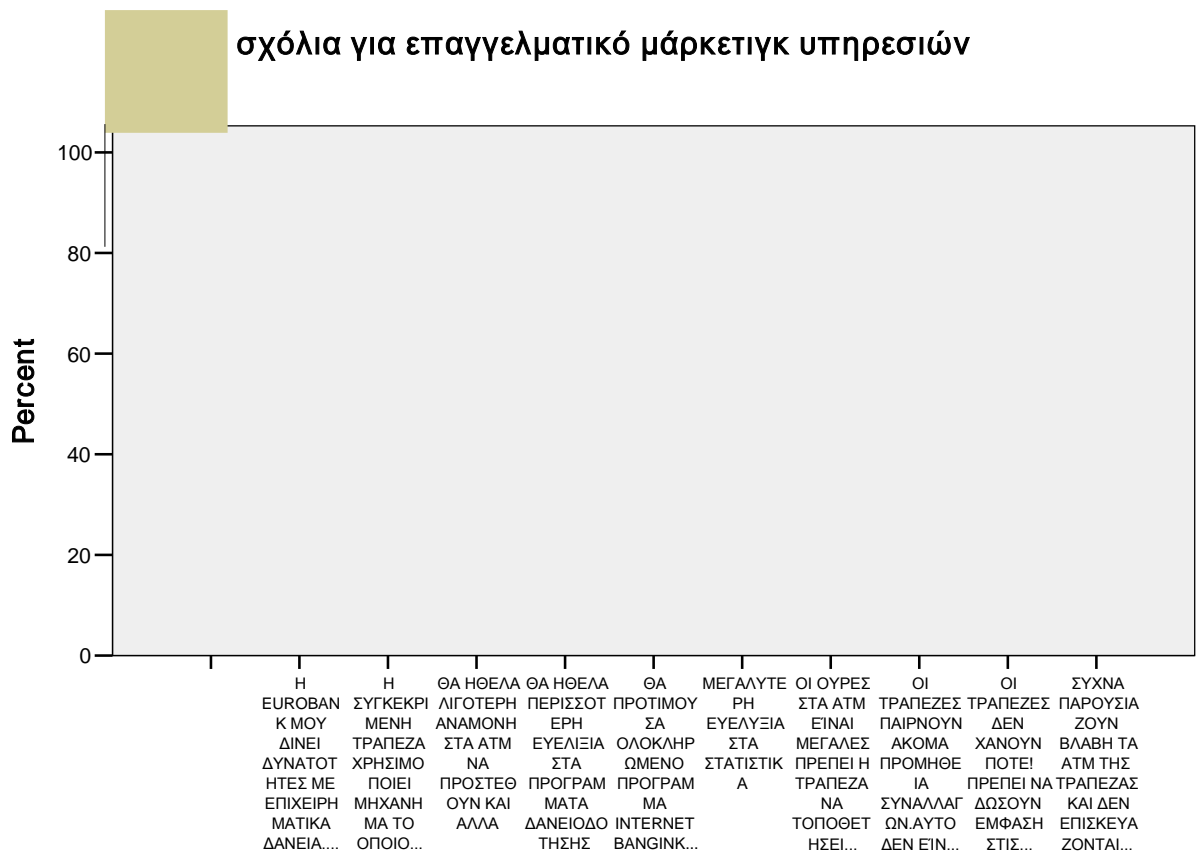 σχόλια για επαγγελματικό μάρκετιγκ υπηρεσιών
100
80
60
40
20
0
Percent
Η
EUROBAN
K ΜΟΥ
ΔΙΝΕΙ
ΔΥΝΑΤΟΤ
ΗΤΕΣ ΜΕ
ΕΠΙΧΕΙΡΗ
ΜΑΤΙΚΑ
ΔΑΝΕΙΑ....
Η
ΣΥΓΚΕΚΡΙ
ΜΕΝΗ
ΤΡΑΠΕΖΑ
ΧΡΗΣΙΜΟ
ΠΟΙΕΙ
ΜΗΧΑΝΗ
ΜΑ ΤΟ
ΟΠΟΙΟ...
ΘΑ ΗΘΕΛΑ
ΛΙΓΟΤΕΡΗ
ΑΝΑΜΟΝΗ
ΣΤΑ ΑΤΜ
ΝΑ
ΠΡΟΣΤΕΘ
ΟΥΝ ΚΑΙ
ΑΛΛΑ
ΘΑ ΗΘΕΛΑ
ΠΕΡΙΣΣΟΤ
ΕΡΗ
ΕΥΕΛΙΞΙΑ
ΣΤΑ
ΠΡΟΓΡΑΜ
ΜΑΤΑ
ΔΑΝΕΙΟΔΟ
ΤΗΣΗΣ
ΘΑ
ΠΡΟΤΙΜΟΥ
ΣΑ
ΟΛΟΚΛΗΡ
ΩΜΕΝΟ
ΠΡΟΓΡΑΜ
ΜΑ
INTERNET
BANGINK...
ΜΕΓΑΛΥΤΕ
ΡΗ
ΕΥΕΛΥΞΙΑ
ΣΤΑ
ΣΤΑΤΙΣΤΙΚ
Α
ΟΙ ΟΥΡΕΣ
ΣΤΑ ΑΤΜ
ΕΊΝΑΙ
ΜΕΓΑΛΕΣ
ΠΡΕΠΕΙ Η
ΤΡΑΠΕΖΑ
ΝΑ
ΤΟΠΟΘΕΤ
ΗΣΕΙ...
ΟΙ
ΤΡΑΠΕΖΕΣ
ΠΑΙΡΝΟΥΝ
ΑΚΟΜΑ
ΠΡΟΜΗΘΕ
ΙΑ
ΣΥΝΑΛΛΑΓ
ΩΝ.ΑΥΤΟ
ΔΕΝ ΕΊΝ...
ΟΙ
ΤΡΑΠΕΖΕΣ
ΔΕΝ
ΧΑΝΟΥΝ
ΠΟΤΕ!
ΠΡΕΠΕΙ ΝΑ
ΔΩΣΟΥΝ
ΕΜΦΑΣΗ
ΣΤΙΣ...
ΣΥΧΝΑ
ΠΑΡΟΥΣΙΑ
ΖΟΥΝ
ΒΛΑΒΗ ΤΑ
ΑΤΜ ΤΗΣ
ΤΡΑΠΕΖΑΣ
ΚΑΙ ΔΕΝ
ΕΠΙΣΚΕΥΑ
ΖΟΝΤΑΙ...